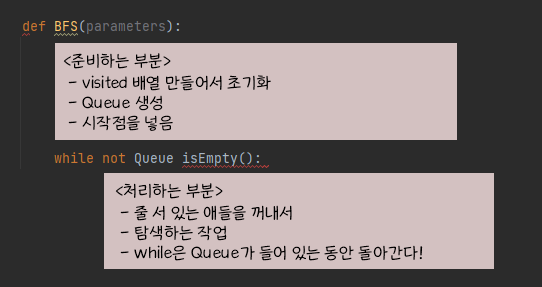 def BFS(parameters):
<준비하는 부분>
- visited 배열 만들어서 초기화
- Queue 생성
- 시작점을 넣음
while not Queue isEmpty():
<처리하는 부분>
- 줄 서 있는 애들을 꺼내서
- 탐색하는 작업
- while은 Queue가 들어 있는 동안 돌아간다!